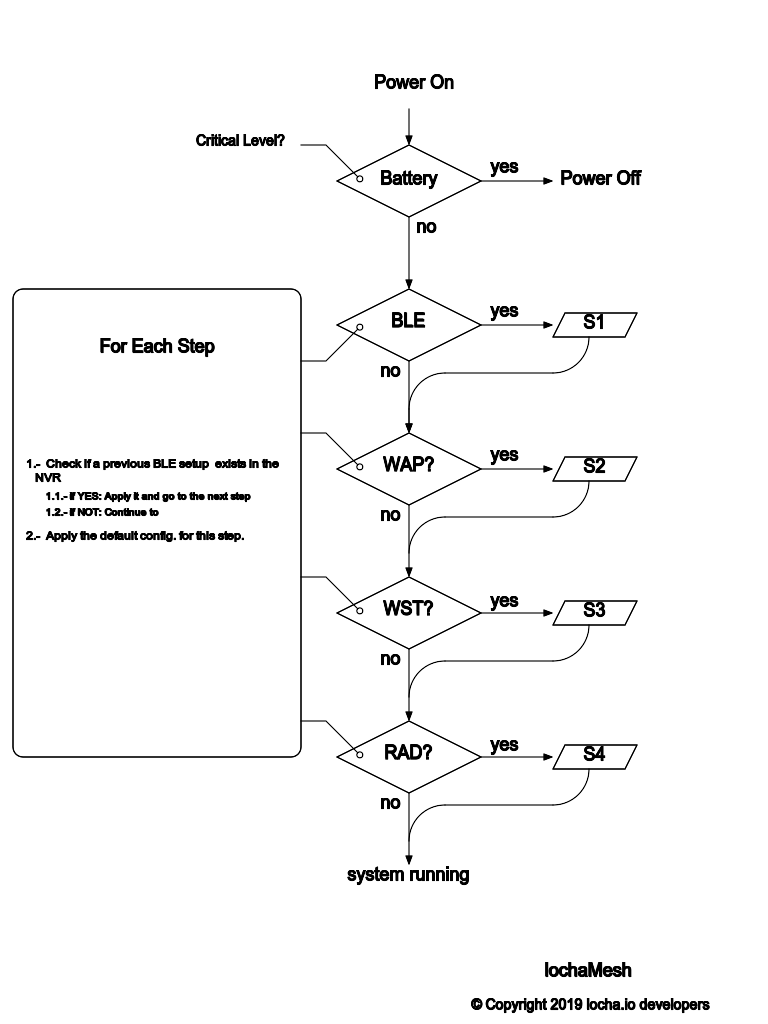 Power On
Critical Level?
Battery
yes
Power Off
no
BLE
yes
S1
For Each Step
no
1.- Check if a previous BLE setup exists in the
NVR
1.1.- if YES: Apply it and go to the next step
1.2.- if NOT: Continue to
2.- Apply the default config. for this step.
WAP?
yes
S2
no
WST?
yes
S3
no
RAD?
yes
S4
no
system running
lochaMesh
© Copyright 2019 locha.io developers